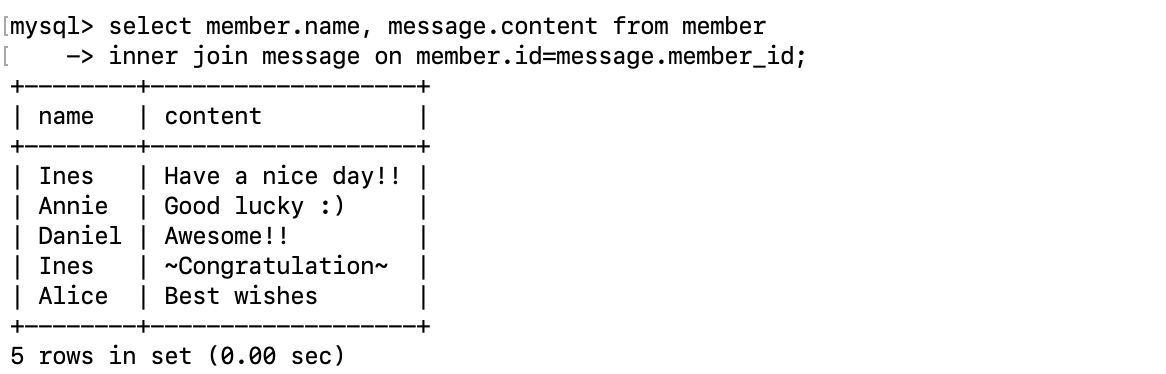 [mysql> select member.name, message.content from member
[    -> inner join message on member.id=message.member_id;
+--------+-------------------+
| name   | content           |
+--------+-------------------+
| Ines   | Have a nice day!! |
| Annie  | Good lucky :)     |
| Daniel | Awesome!!         |
| Ines   | ~Congratulation~  |
| Alice  | Best wishes       |
+--------+-------------------+
5 rows in set (0.00 sec)